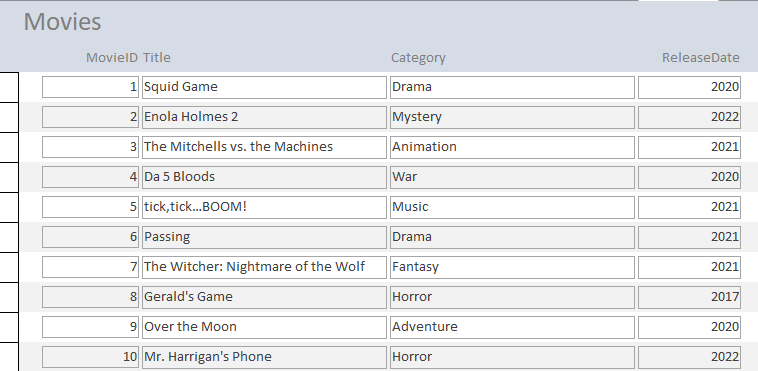 Movies
MovieID Title Category ReleaseDate
1 Squid Game Drama 2020
2 Enola Holmes 2 Mystery 2022
3 The Mitchells vs. the Machines Animation 2021
4 Da 5 Bloods War 2020
5 tick,tick...BOOM! Music 2021
6 Passing Drama 2021
7 The Witcher: Nightmare of the Wolf Fantasy 2021
8 Gerald's Game Horror 2017
9 Over the Moon Adventure 2020
10 Mr. Harrigan's Phone Horror 2022